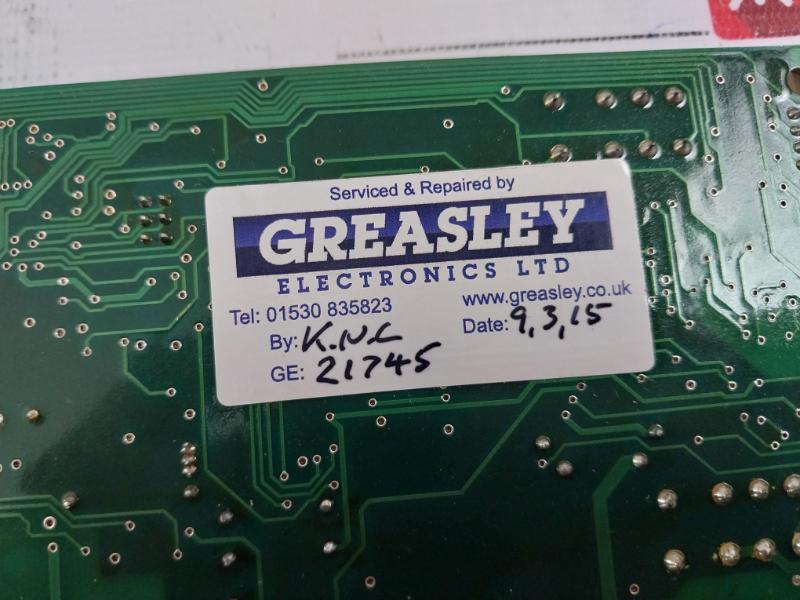 Serviced & Repaired by
GREASLEY
ELECTRONICS LTD
Tel: 01530 835823 www.greasley.co.uk
By: K.N.C Date: 9,3,15
GE: 21745